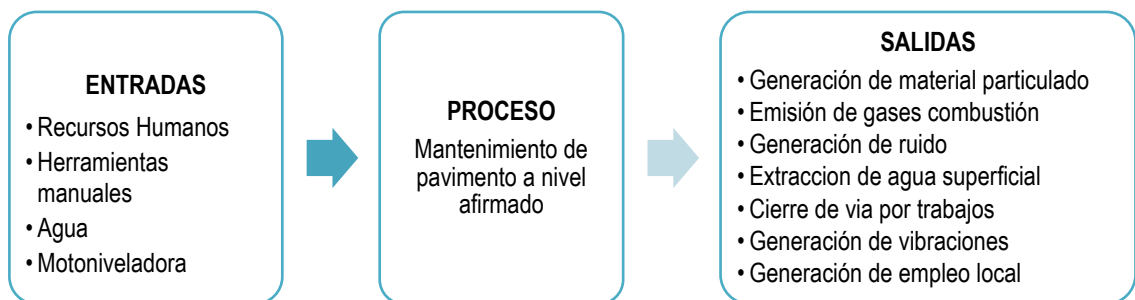 ENTRADAS
• Recursos Humanos
• Herramientas
manuales
• Agua
• Motoniveladora
PROCESO
Mantenimiento de
pavimento a nivel
afirmado
SALIDAS
• Generación de material particulado
• Emisión de gases combustión
• Generación de ruido
• Extraccion de agua superficial
• Cierre de via por trabajos
• Generación de vibraciones
• Generación de empleo local